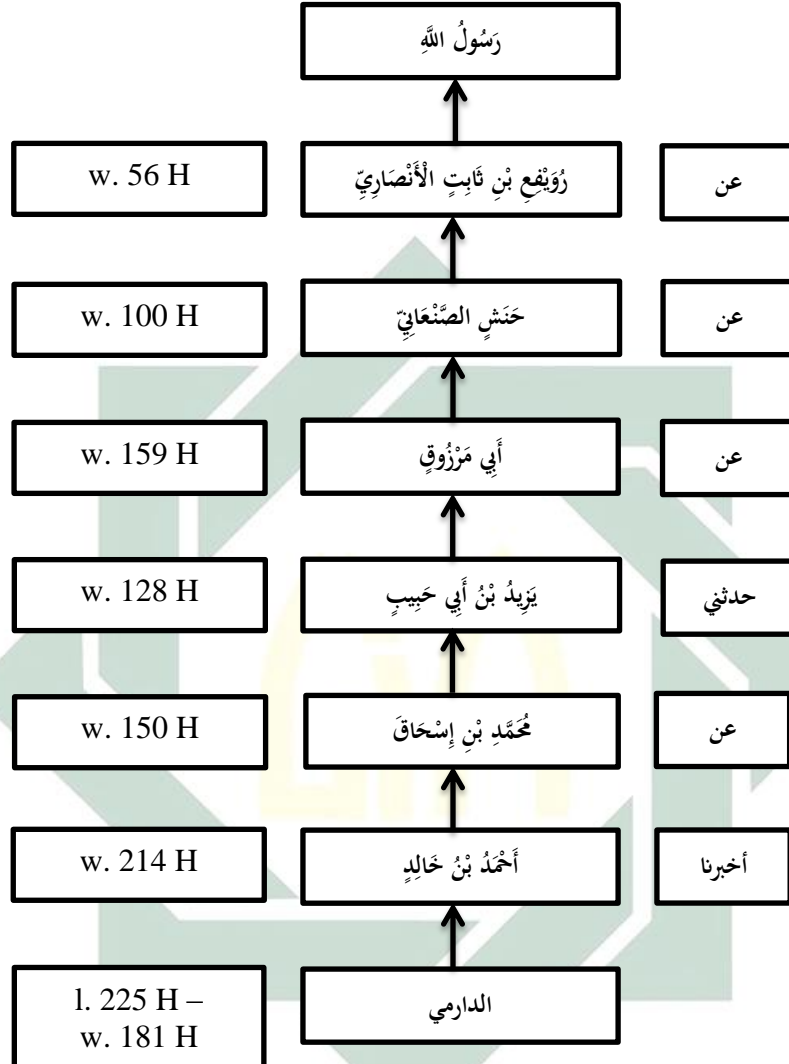 رَسُولُ اللَّهِ
w. 56 H رُوَيْفِعِ بْنِ ثَابِتٍ الْأَنْصَارِيِّ عن
w. 100 H حَنَشٍ الصَّنْعَانِيِّ عن
w. 159 H أَبِي مَرْزُوقٍ عن
w. 128 H يَزِيدُ بْنُ أَبِي حَبِيبٍ حدثني
w. 150 H مُحَمَّدِ بْنِ إِسْحَاقَ عن
w. 214 H أَحْمَدُ بْنُ خَالِدٍ أخبرنا
l. 225 H – الدارمي
w. 181 H